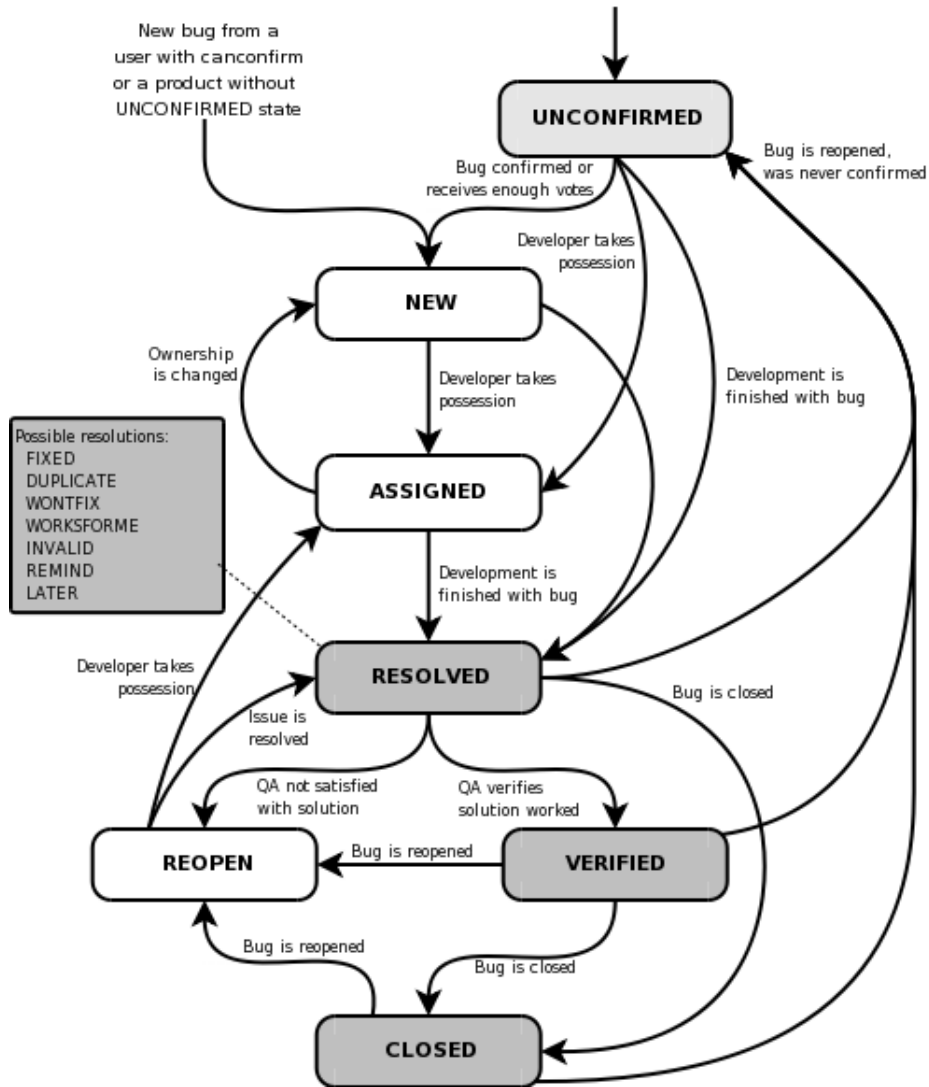 New bug from a
user with canconfirm
or a product without
UNCONFIRMED state
UNCONFIRMED
Bug is reopened,
was never confirmed
Bug confirmed or
receives enough votes
Developer takes
possession
NEW
Ownership
is changed
Developer takes
possession
Development is
finished with bug
Possible resolutions:
FIXED
DUPLICATE
WONTFIX
WORKSFORME
INVALID
REMIND
LATER
ASSIGNED
Development is
finished with bug
RESOLVED
Developer takes
possession
Bug is closed
Issue is
resolved
QA not satisfied
with solution
QA verifies
solution worked
REOPEN
Bug is reopened
VERIFIED
Bug is reopened
Bug is closed
CLOSED